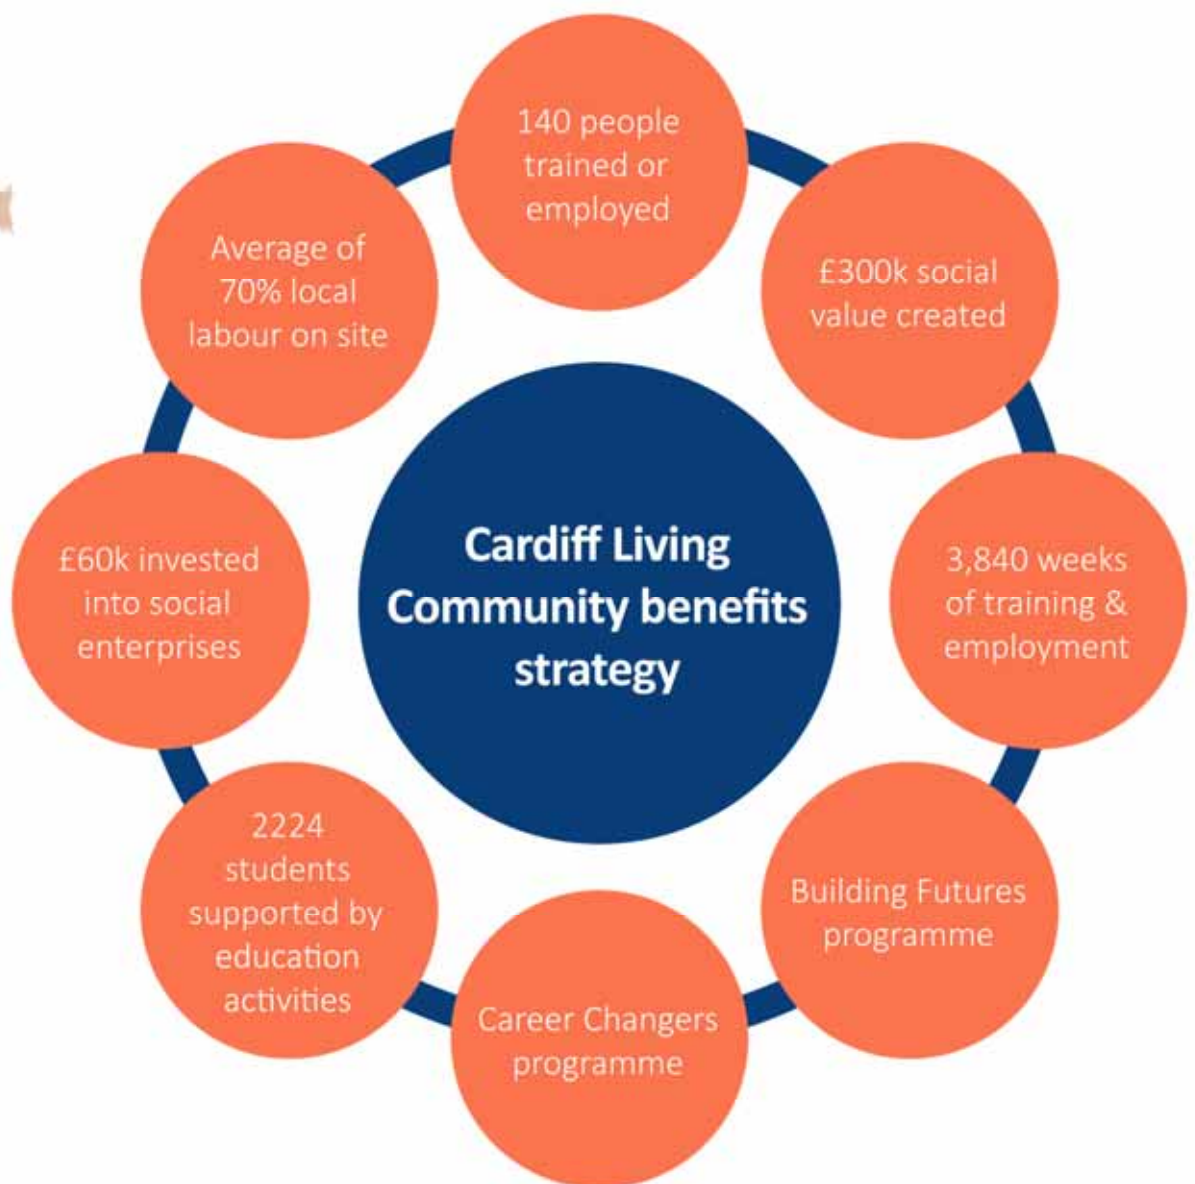 140 people
trained or
employed
£300k social
value created
3,840 weeks
of training &
employment
Building Futures
programme
Career Changers
programme
2224
students
supported by
education
activities
£60k invested
into social
enterprises
Average of
70% local
labour on site
Cardiff Living
Community benefits
strategy